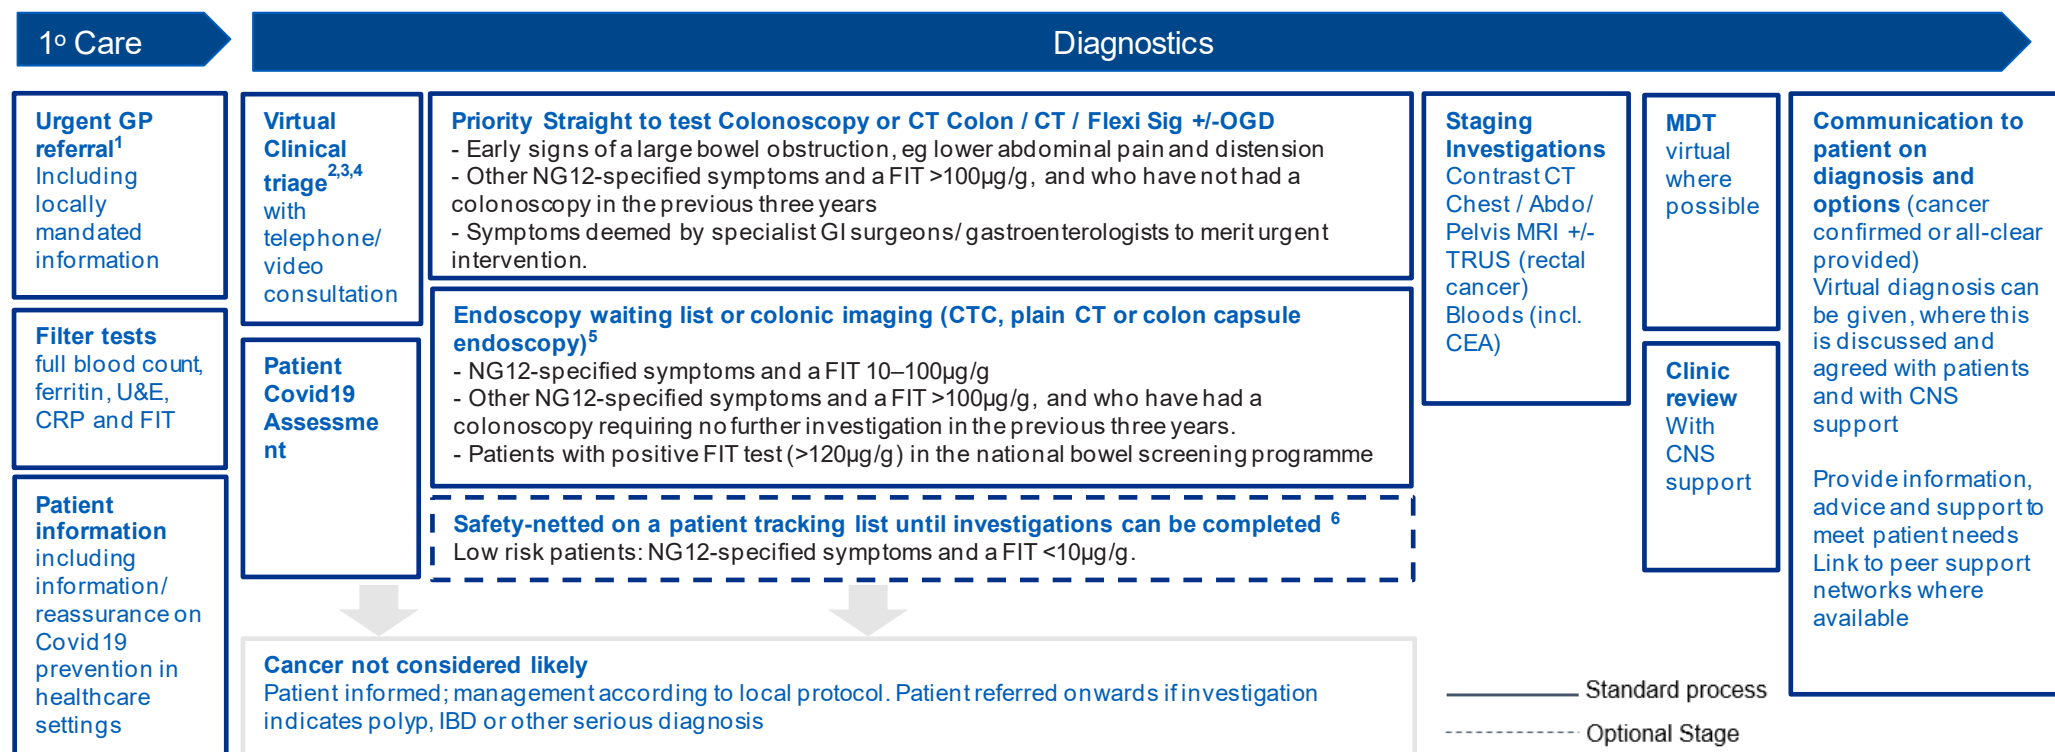 1º Care
Diagnostics
Urgent GP
referral1
Including
locally
mandated
information
Filter tests
full blood count,
ferritin, U&E,
CRP and FIT
Patient
information
including
information/
reassurance on
Covid19
prevention in
healthcare
settings
Virtual
Clinical
triage2,3,4
with
telephone/
video
consultation
Patient
Covid19
Assessme
nt
Priority Straight to test Colonoscopy or CT Colon / CT / Flexi Sig +/-OGD
- Early signs of a large bowel obstruction, eg lower abdominal pain and distension
- Other NG12-specified symptoms and a FIT >100µg/g, and who have not had a
colonoscopy in the previous three years
- Symptoms deemed by specialist GI surgeons/ gastroenterologists to merit urgent
intervention.
Endoscopy waiting list or colonic imaging (CTC, plain CT or colon capsule
endoscopy)5
- NG12-specified symptoms and a FIT 10–100µg/g
- Other NG12-specified symptoms and a FIT >100µg/g, and who have had a
colonoscopy requiring no further investigation in the previous three years.
- Patients with positive FIT test (>120µg/g) in the national bowel screening programme
Safety-netted on a patient tracking list until investigations can be completed 6
Low risk patients: NG12-specified symptoms and a FIT <10µg/g.
Cancer not considered likely
Patient informed; management according to local protocol. Patient referred onwards if investigation
indicates polyp, IBD or other serious diagnosis
Staging
Investigations
Contrast CT
Chest / Abdo/
Pelvis MRI +/-
TRUS (rectal
cancer)
Bloods (incl.
CEA)
MDT
virtual
where
possible
Clinic
review
With
CNS
support
Communication to
patient on
diagnosis and
options (cancer
confirmed or all-clear
provided)
Virtual diagnosis can
be given, where this
is discussed and
agreed with patients
and with CNS
support
Provide information,
advice and support to
meet patient needs
Link to peer support
networks where
available
Standard process
Optional Stage